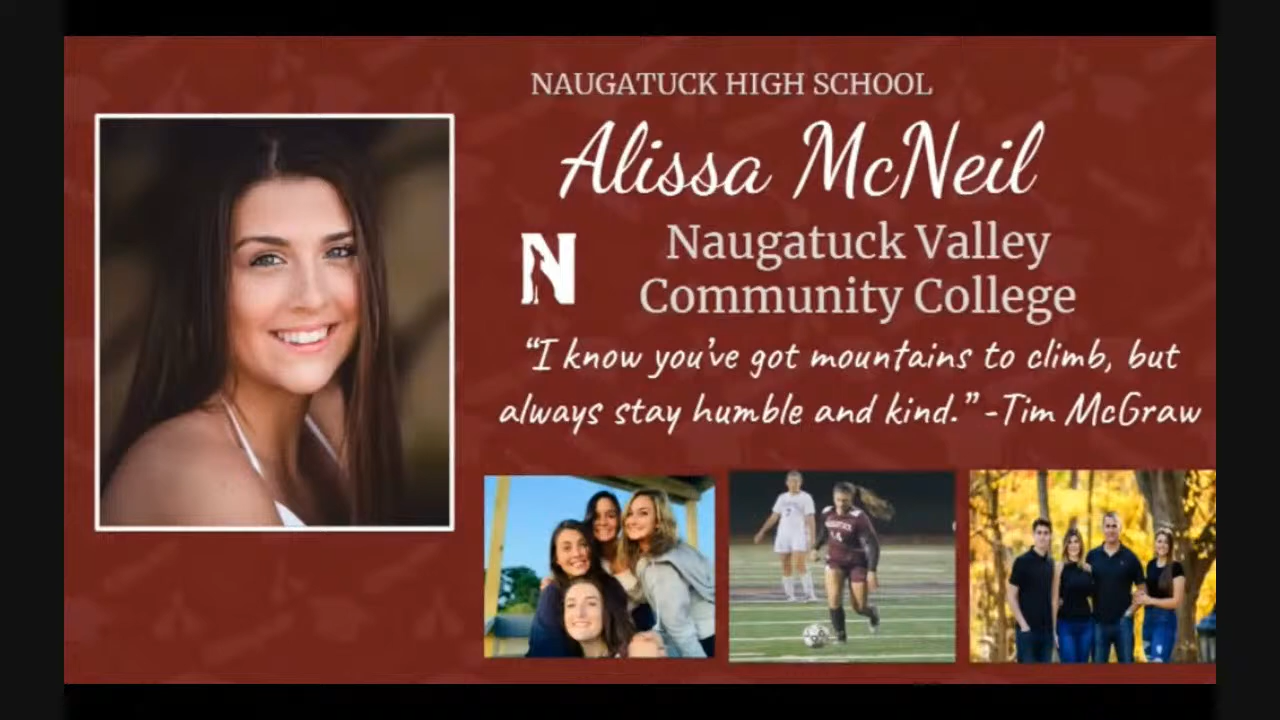 NAUGATUCK HIGH SCHOOL
Alissa McNeil
N
Naugatuck Valley
Community College
“I know you’ve got mountains to climb, but
always stay humble and kind.” -Tim McGraw